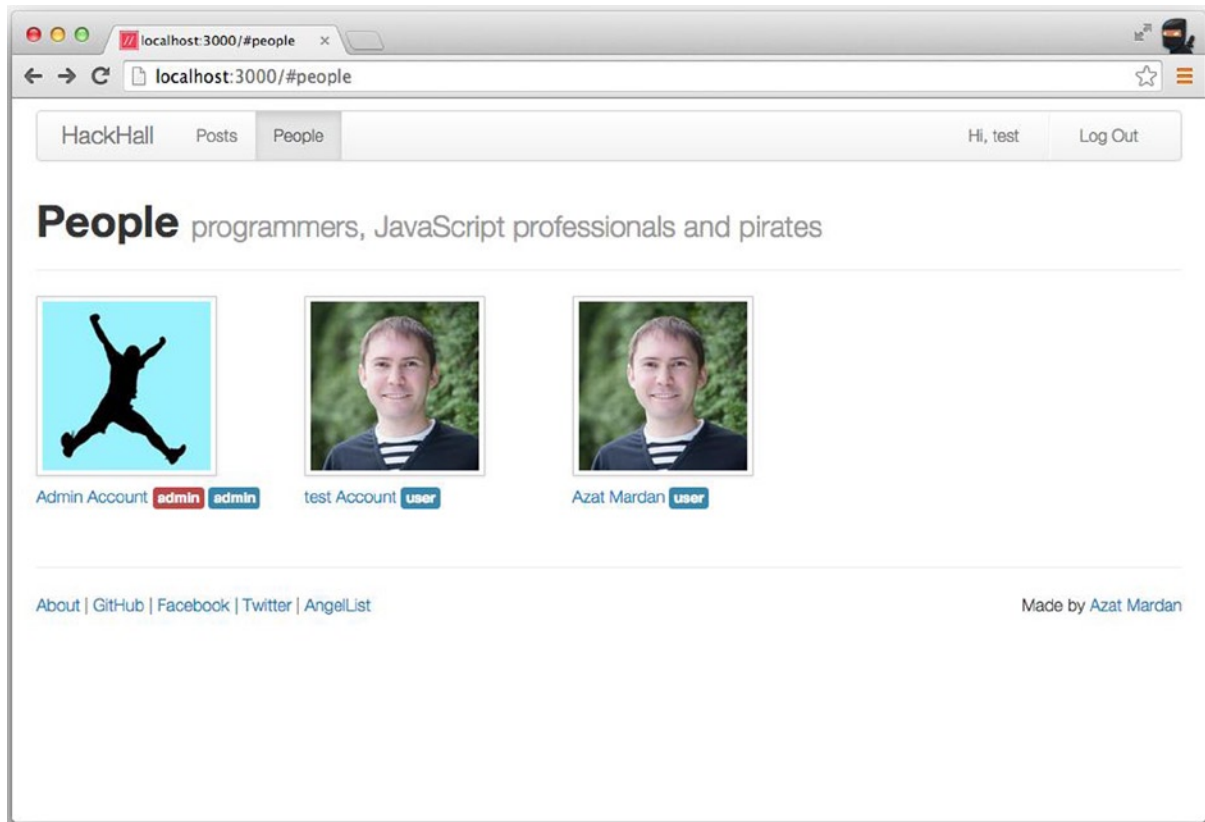 localhost:3000/#people
localhost:3000/#people
HackHall Posts People Hi, test Log Out
People programmers, JavaScript professionals and pirates
Admin Account admin admin
test Account user
Azat Mardan user
About | GitHub | Facebook | Twitter | AngelList
Made by Azat Mardan